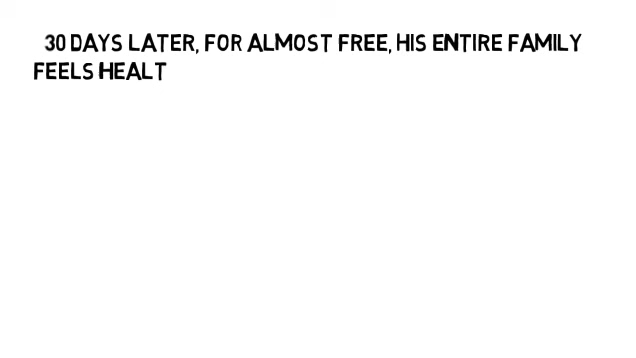 30 DAYS LATER, FOR ALMOST FREE, HIS ENTIRE FAMILY
FEELS HEALT